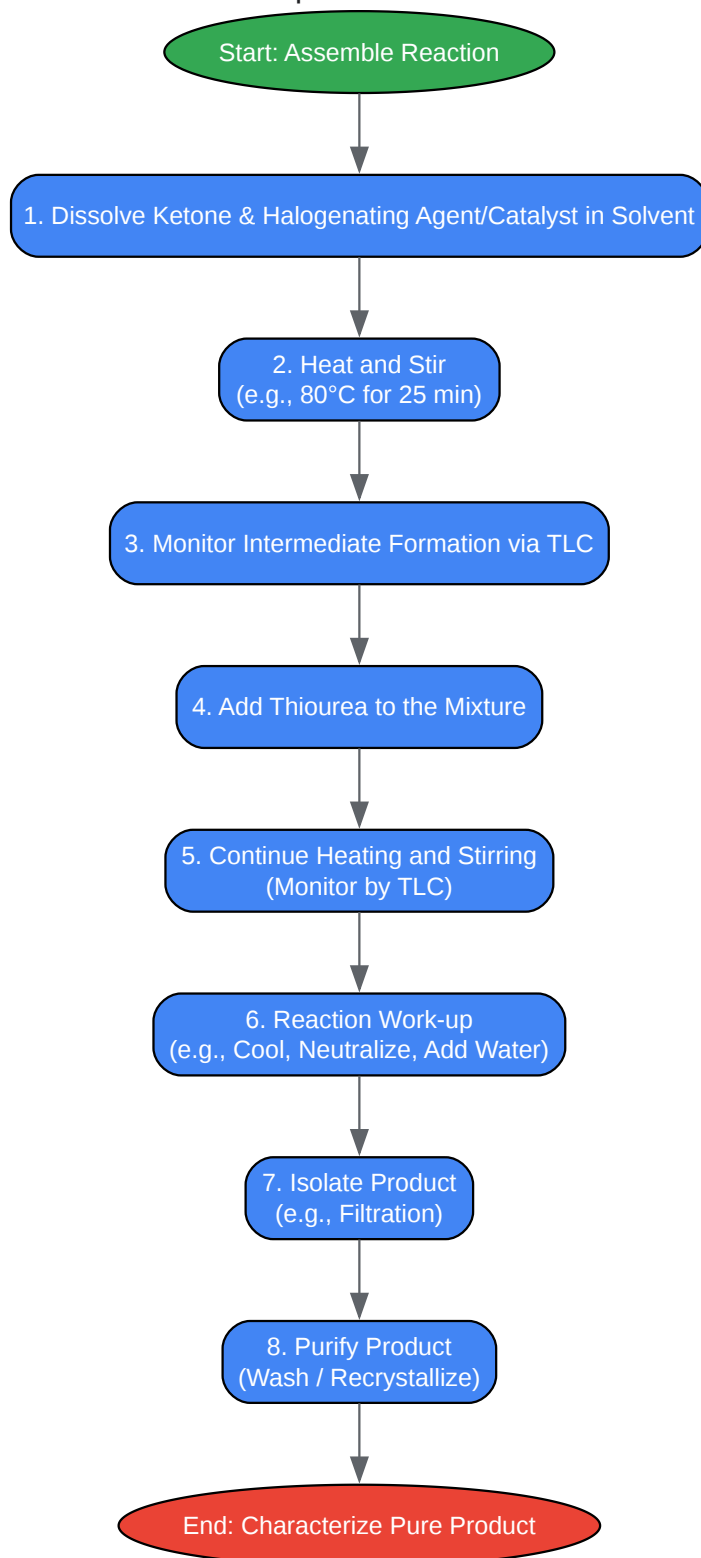 Start: Assemble Reaction
1. Dissolve Ketone & Halogenating Agent/Catalyst in Solvent
2. Heat and Stir
(e.g., 80°C for 25 min)
3. Monitor Intermediate Formation via TLC
4. Add Thiourea to the Mixture
5. Continue Heating and Stirring
(Monitor by TLC)
6. Reaction Work-up
(e.g., Cool, Neutralize, Add Water)
7. Isolate Product
(e.g., Filtration)
8. Purify Product
(Wash / Recrystallize)
End: Characterize Pure Product